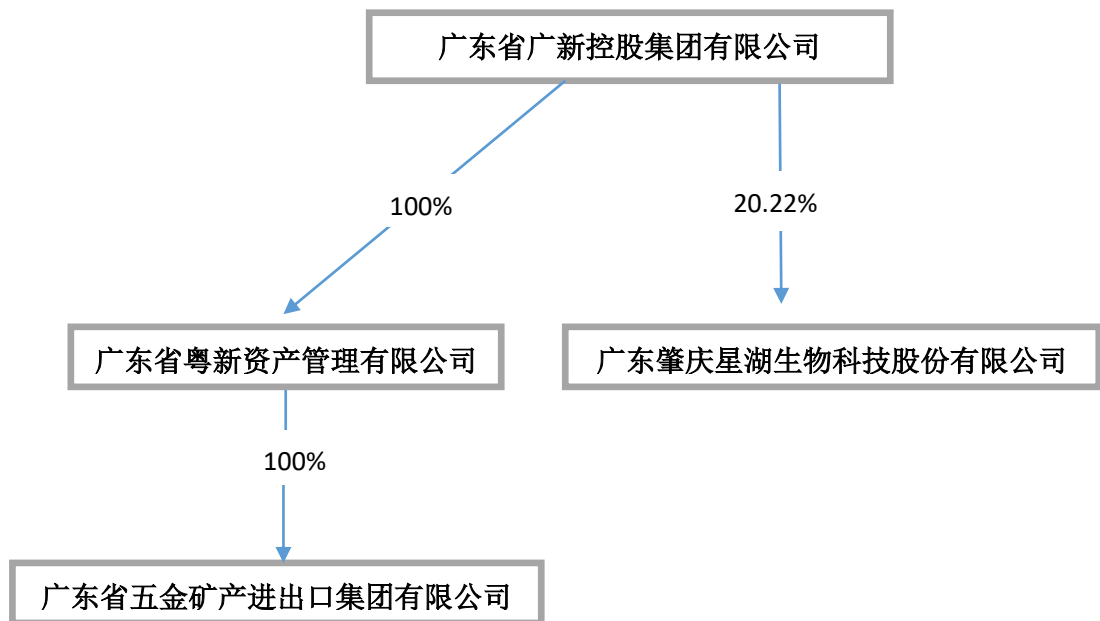 广东省广新控股集团有限公司
100%
20.22%
广东省粤新资产管理有限公司
广东肇庆星湖生物科技股份有限公司
100%
广东省五金矿产进出口集团有限公司